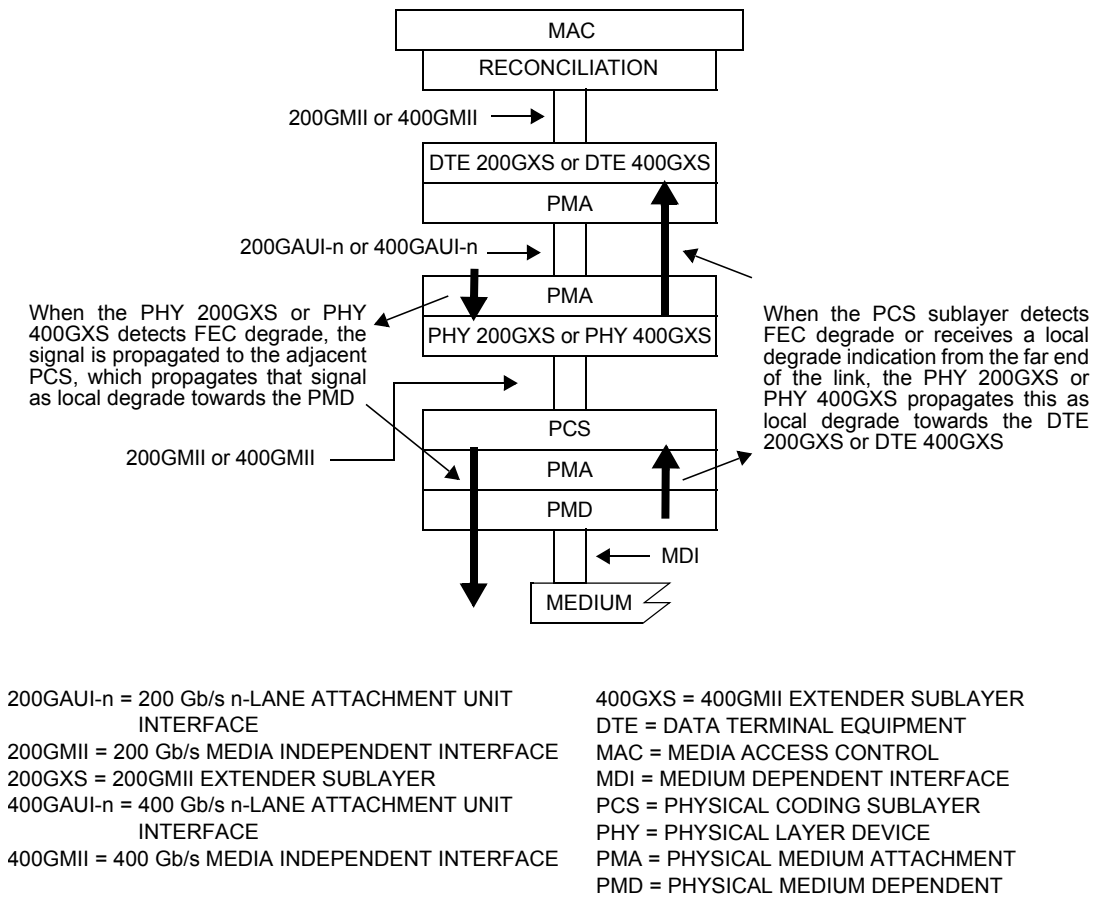 MAC
RECONCILIATION
200GMII or 400GMII
DTE 200GXS or DTE 400GXS
PMA
200GAUI-n or 400GAUI-n
PMA
PHY 200GXS or PHY 400GXS
When the PHY 200GXS or PHY
400GXS detects FEC degrade, the
signal is propagated to the adjacent
PCS, which propagates that signal
as local degrade towards the PMD
When the PCS sublayer detects
FEC degrade or receives a local
degrade indication from the far end
of the link, the PHY 200GXS or
PHY 400GXS propagates this as
local degrade towards the DTE
200GXS or DTE 400GXS
PCS
200GMII or 400GMII
PMA
PMD
MDI
MEDIUM
200GAUI-n = 200 Gb/s n-LANE ATTACHMENT UNIT
INTERFACE
200GMII = 200 Gb/s MEDIA INDEPENDENT INTERFACE
200GXS = 200GMII EXTENDER SUBLAYER
400GAUI-n = 400 Gb/s n-LANE ATTACHMENT UNIT
INTERFACE
400GMII = 400 Gb/s MEDIA INDEPENDENT INTERFACE
400GXS = 400GMII EXTENDER SUBLAYER
DTE = DATA TERMINAL EQUIPMENT
MAC = MEDIA ACCESS CONTROL
MDI = MEDIUM DEPENDENT INTERFACE
PCS = PHYSICAL CODING SUBLAYER
PHY = PHYSICAL LAYER DEVICE
PMA = PHYSICAL MEDIUM ATTACHMENT
PMD = PHYSICAL MEDIUM DEPENDENT